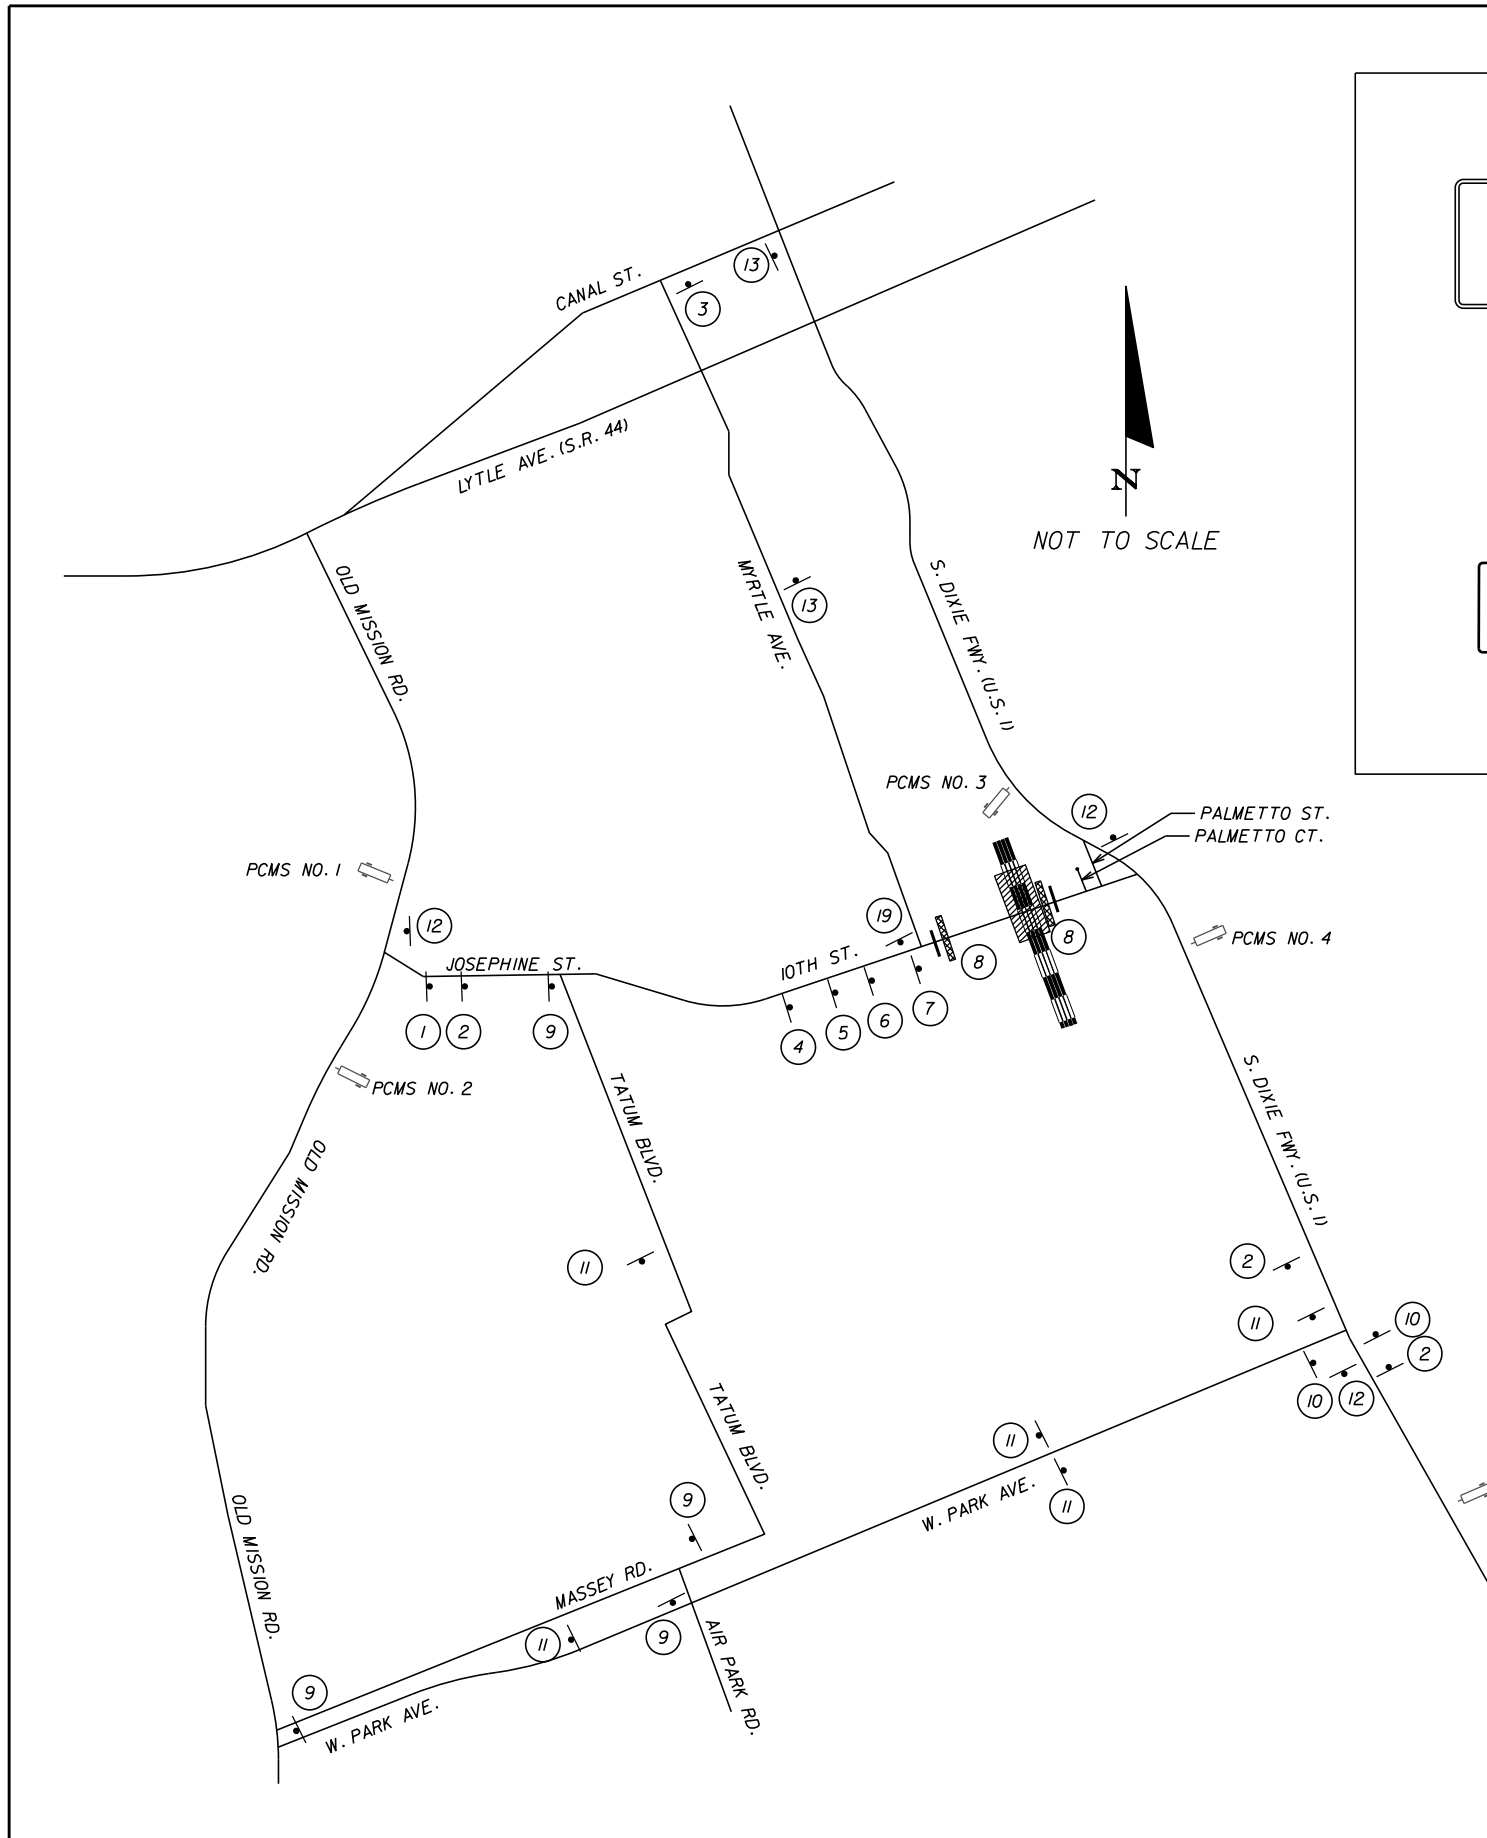 13
CANAL ST.
3
LYTLE AVE. (S.R. 44)
N
NOT TO SCALE
OLD MISSION RD.
MYRTLE AVE.
13
S. DIXIE FWY. (U.S. 1)
PCMS NO. 3
12
PALMETTO ST.
PALMETTO CT.
PCMS NO. 1
12
19
8
8
PCMS NO. 4
JOSEPHINE ST.
10TH ST.
1
2
9
4
5
6
7
PCMS NO. 2
TATUM BLVD.
S. DIXIE FWY. (U.S. 1)
OLD MISSION RD.
11
2
11
10
2
10
12
TATUM BLVD.
11
W. PARK AVE.
11
9
OLD MISSION RD.
MASSEY RD.
11
9
AIR PARK RD.
9
W. PARK AVE.